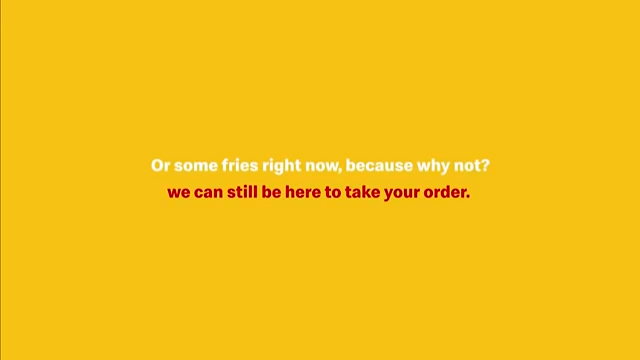 Or some fries right now, because why not?
we can still be here to take your order.